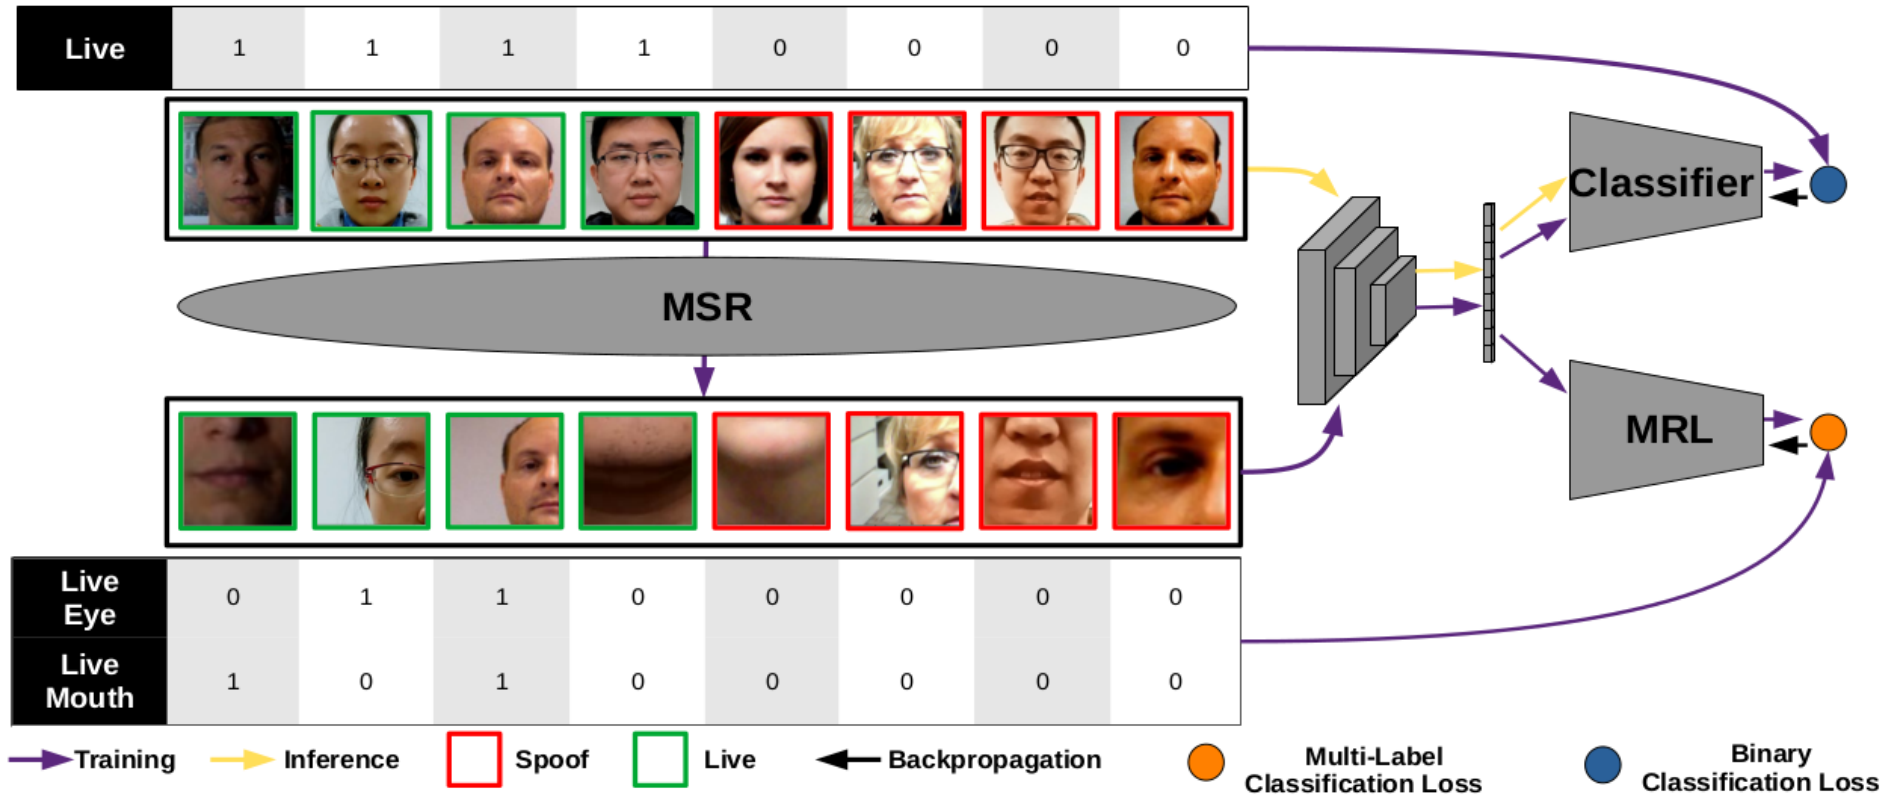 Live 1 1 1 1 0 0 0 0
MSR
Classifier
MRL
Live
Eye
0 1 1 0 0 0 0 0
Live
Mouth
1 0 1 0 0 0 0 0
Training Inference Spoof Live Backpropagation
Multi-Label
Classification Loss
Binary
Classification Loss